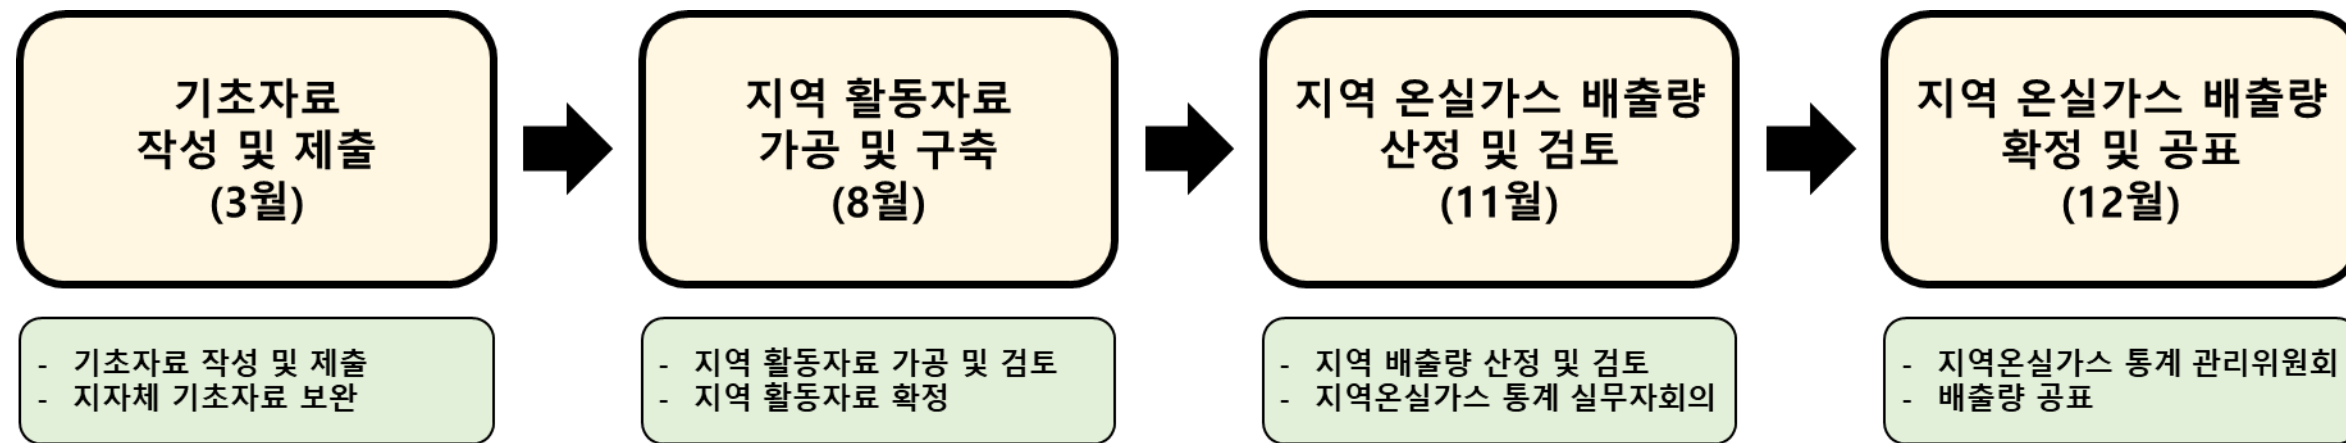 기초자료
작성 및 제출
(3월)
지역 활동자료
가공 및 구축
(8월)
지역 온실가스 배출량
산정 및 검토
(11월)
지역 온실가스 배출량
확정 및 공표
(12월)
- 기초자료 작성 및 제출
- 지자체 기초자료 보완
- 지역 활동자료 가공 및 검토
- 지역 활동자료 확정
- 지역 배출량 산정 및 검토
- 지역온실가스 통계 실무자회의
- 지역온실가스 통계 관리위원회
- 배출량 공표